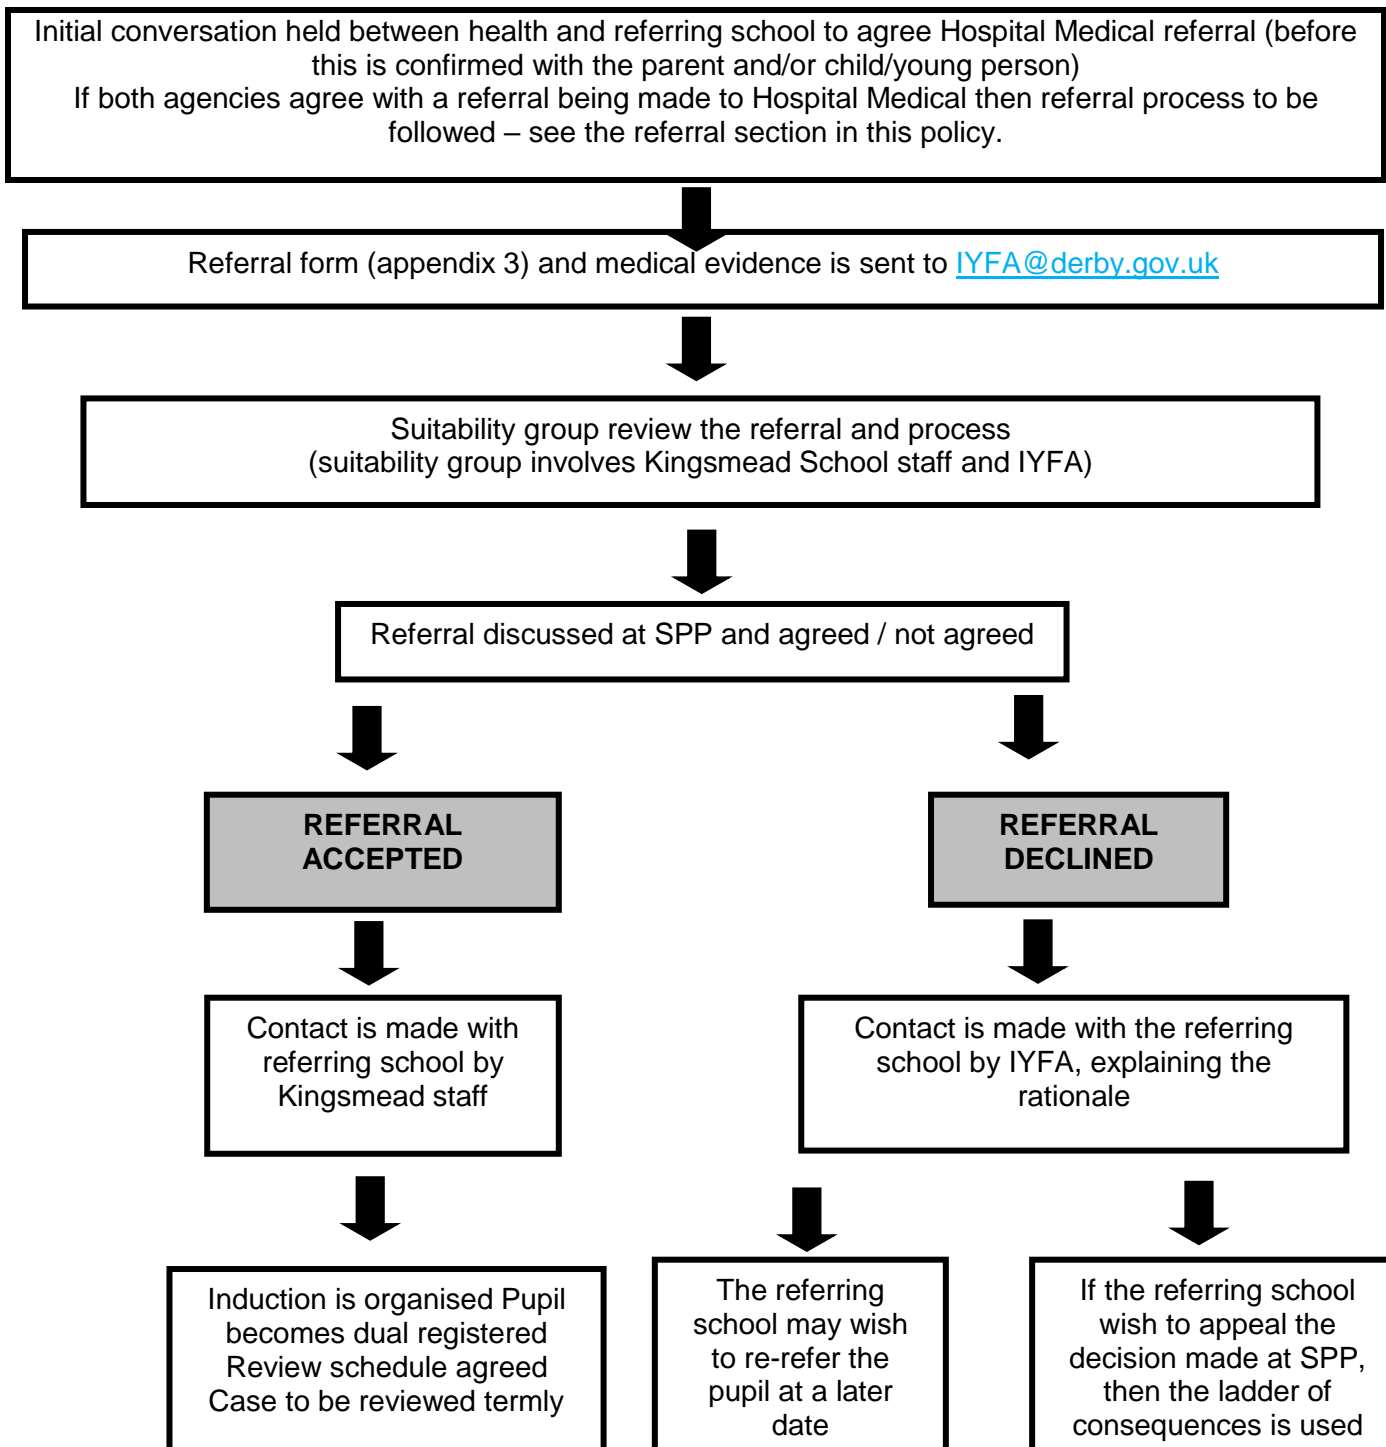 Initial conversation held between health and referring school to agree Hospital Medical referral (before
this is confirmed with the parent and/or child/young person)
If both agencies agree with a referral being made to Hospital Medical then referral process to be
followed – see the referral section in this policy.
Referral form (appendix 3) and medical evidence is sent to IYFA@derby.gov.uk
Suitability group review the referral and process
(suitability group involves Kingsmead School staff and IYFA)
Referral discussed at SPP and agreed / not agreed
REFERRAL
ACCEPTED
REFERRAL
DECLINED
Contact is made with
referring school by
Kingsmead staff
Contact is made with the referring
school by IYFA, explaining the
rationale
Induction is organised Pupil
becomes dual registered
Review schedule agreed
Case to be reviewed termly
The referring
school may wish
to re-refer the
pupil at a later
date
If the referring school
wish to appeal the
decision made at SPP,
then the ladder of
consequences is used